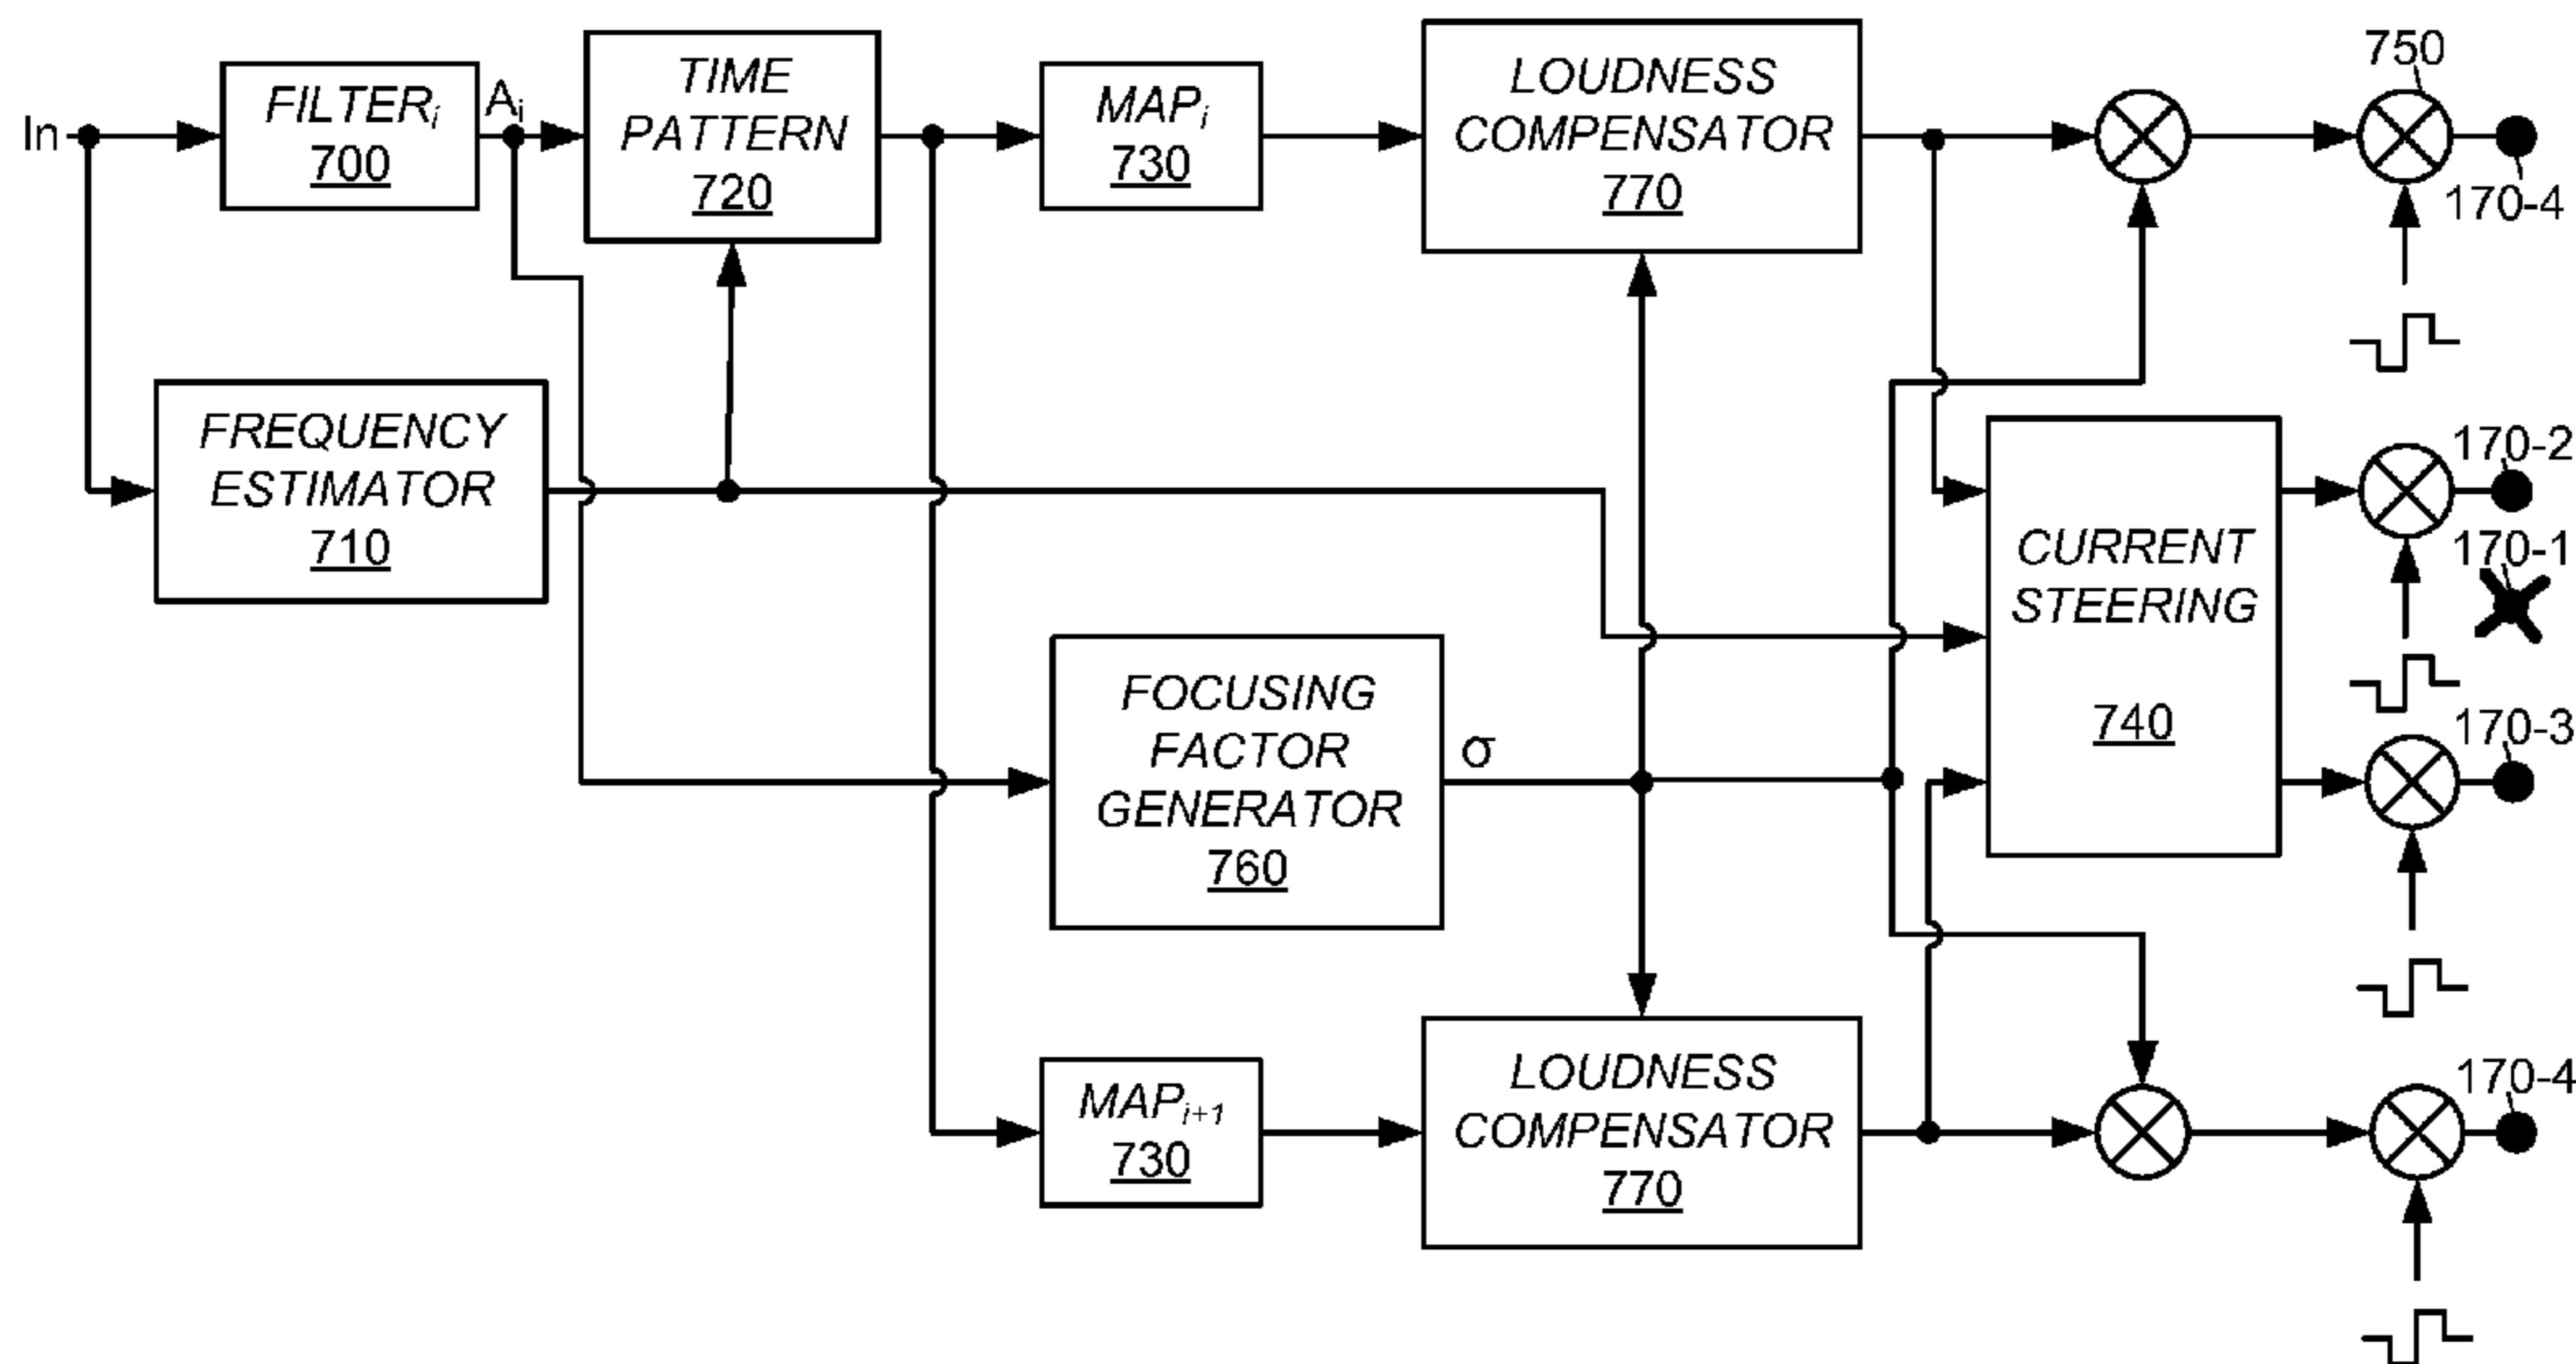 In
FILTERi
700
Ai
TIME
PATTERN
720
MAPi
730
LOUDNESS
COMPENSATOR
770
750
170-4
FREQUENCY
ESTIMATOR
710
170-2
170-1
CURRENT
STEERING
740
FOCUSING
FACTOR
GENERATOR
760
σ
170-3
MAPi+1
730
LOUDNESS
COMPENSATOR
770
170-4